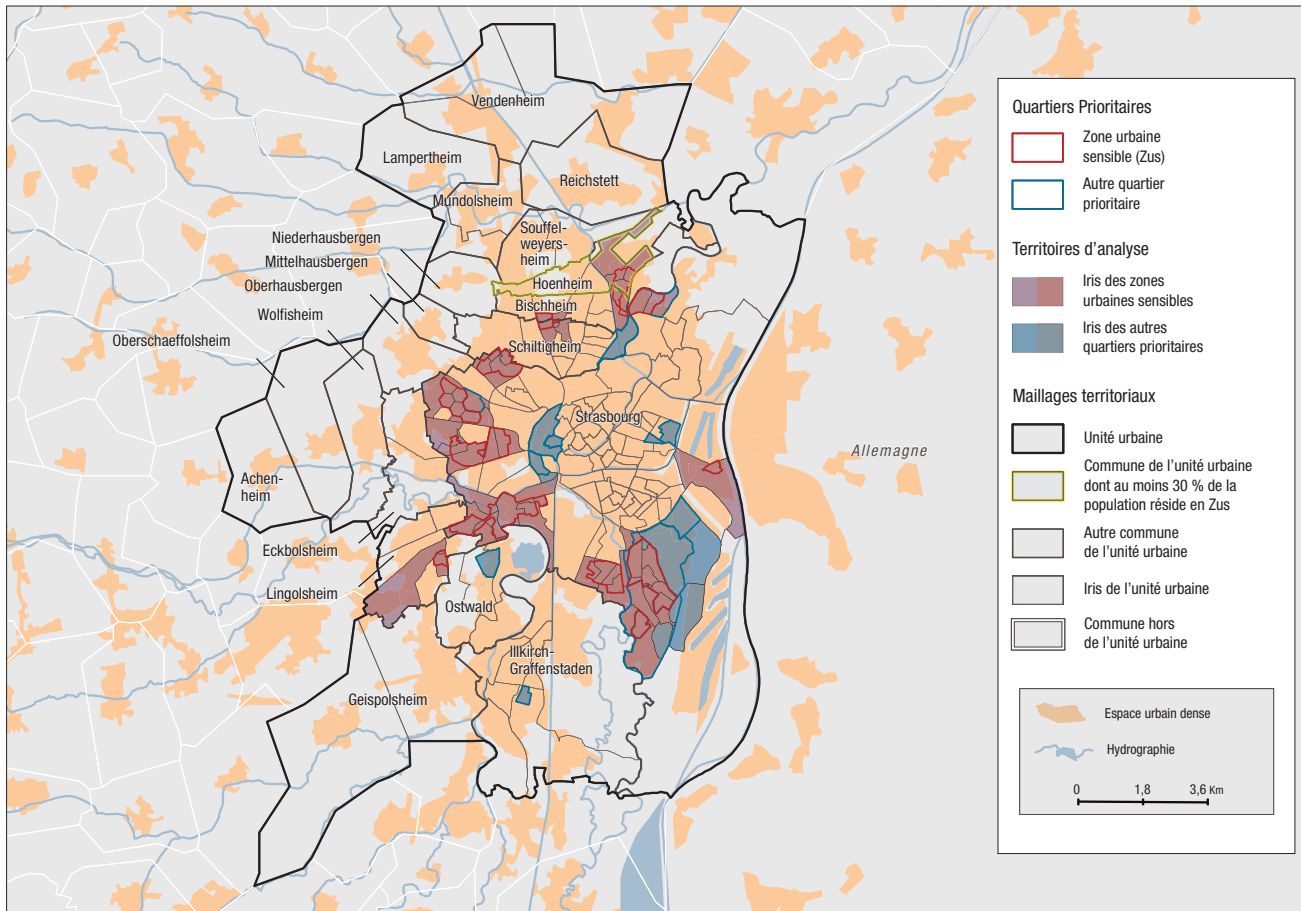 Vendenheim
Lampertheim
Reichstett
Mundolsheim
Souffel-
weyers-
heim
Niederhausbergen
Mittelhausbergen
Oberhausbergen
Hoenheim
Bischheim
Wolfisheim
Oberschaeffolsheim
Schiltigheim
Strasbourg
Allemagne
Achen-
heim
Eckbolsheim
Lingolsheim
Ostwald
Illkirch-
Graffenstaden
Geispolsheim
Quartiers Prioritaires
Zone urbaine
sensible (Zus)
Autre quartier
prioritaire
Territoires d'analyse
Iris des zones
urbaines sensibles
Iris des autres
quartiers prioritaires
Maillages territoriaux
Unité urbaine
Commune de l'unité urbaine
dont au moins 30 % de la
population réside en Zus
Autre commune
de l'unité urbaine
Iris de l'unité urbaine
Commune hors
de l'unité urbaine
Espace urbain dense
Hydrographie
0 1,8 3,6 Km